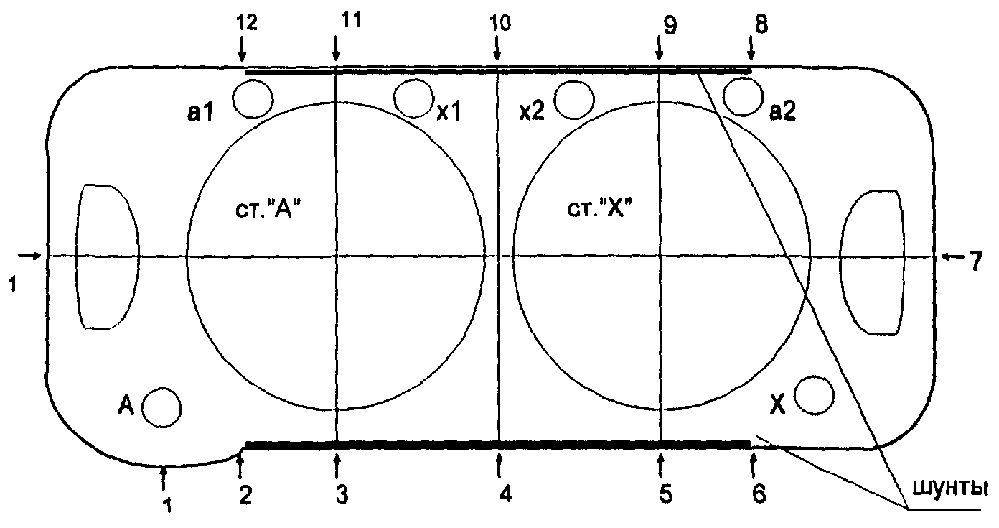 12 11 10 9 8
a1 x1 x2 a2
ст."А" ст."Х"
1 7
А Х
1 2 3 4 5 6
шунты